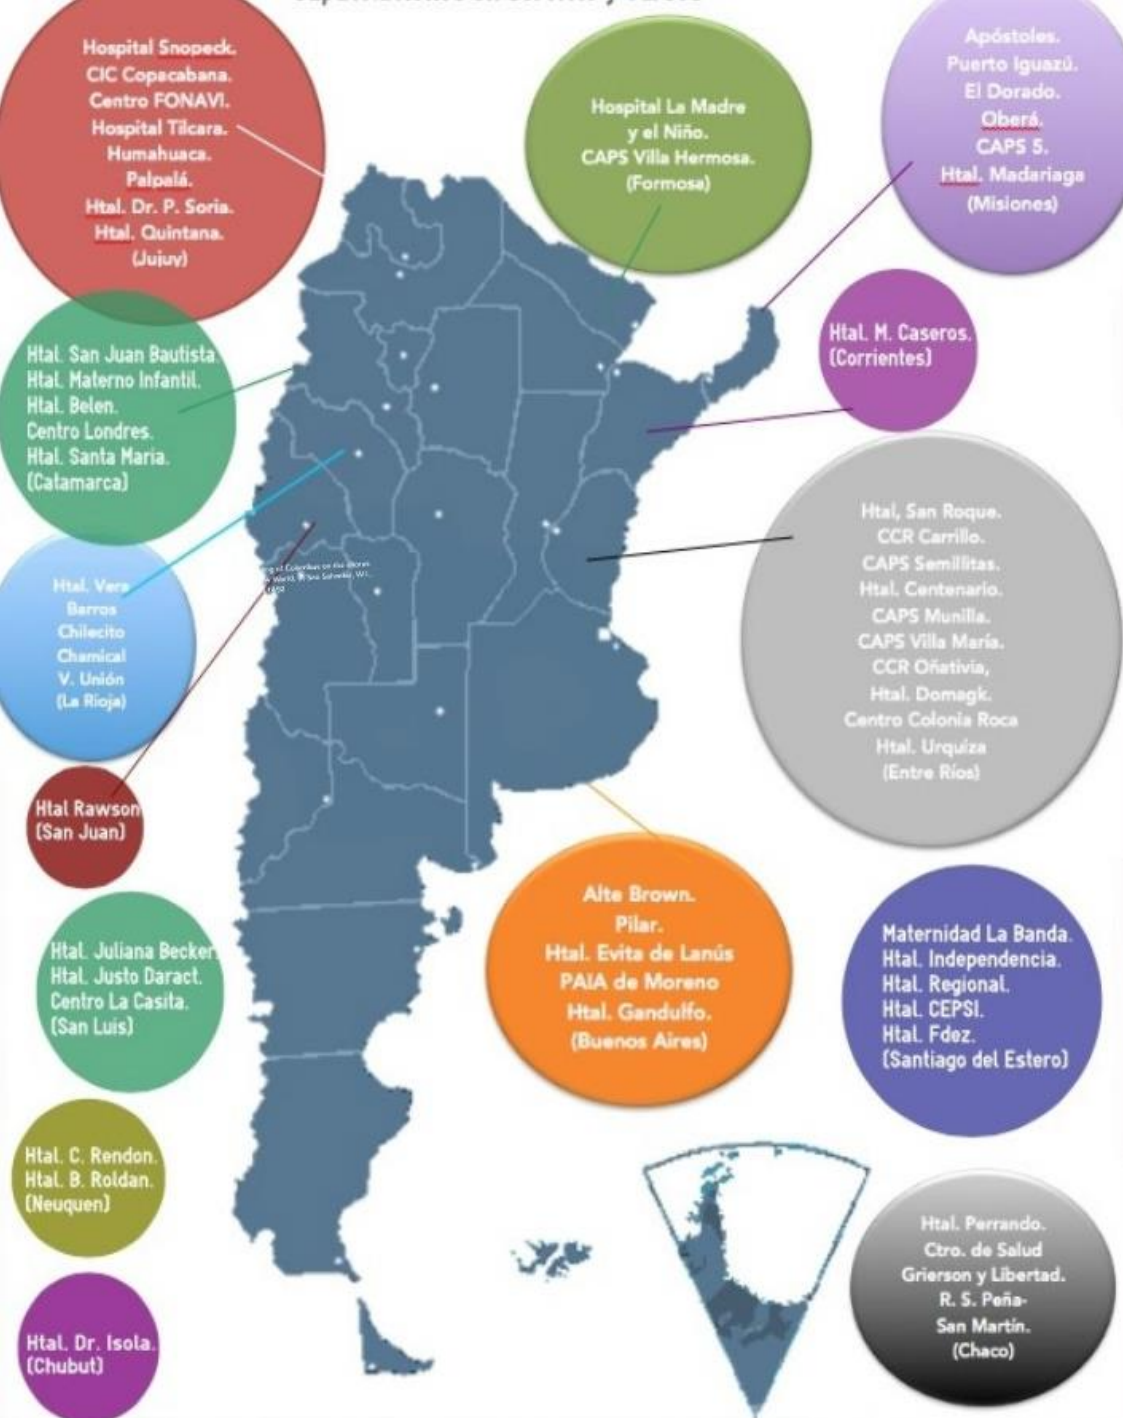 Hospital Snopeck.
CIC Copacabana.
Centro FONAVI.
Hospital Tilcara.
Humahuaca.
Palpalá.
Htal. Dr. P. Soria.
Htal. Quintana.
(Jujuy)
Hospital La Madre
y el Niño.
CAPS Villa Hermosa.
(Formosa)
Apóstoles.
Puerto Iguazú.
El Dorado.
Oberá.
CAPS 5.
Htal. Madariaga
(Misiones)
Htal. San Juan Bautista.
Htal. Materno Infantil.
Htal. Belen.
Centro Londres.
Htal. Santa Maria.
(Catamarca)
Htal. M. Caseros.
(Corrientes)
Htal, San Roque.
CCR Carrillo.
CAPS Semillitas.
Htal. Centenario.
CAPS Munilla.
CAPS Villa María.
CCR Oñativia,
Htal. Domagk.
Centro Colonia Roca
Htal. Urquiza
(Entre Ríos)
Htal. Vera
Barros
Chilecito
Chamical
V. Unión
(La Rioja)
of Columbus on the
World, San Salvador, W.I.,
Htal Rawson
(San Juan)
Alte Brown.
Pilar.
Htal. Evita de Lanús
PAIA de Moreno
Htal. Gandulfo.
(Buenos Aires)
Htal. Juliana Becker
Htal. Justo Daract.
Centro La Casita.
(San Luis)
Maternidad La Banda.
Htal. Independencia.
Htal. Regional.
Htal. CEPSI.
Htal. Fdez.
(Santiago del Estero)
Htal. C. Rendon.
Htal. B. Roldan.
(Neuquen)
Htal. Perrando.
Ctro. de Salud
Grierson y Libertad.
R. S. Peña-
San Martín.
(Chaco)
Htal. Dr. Isola.
(Chubut)